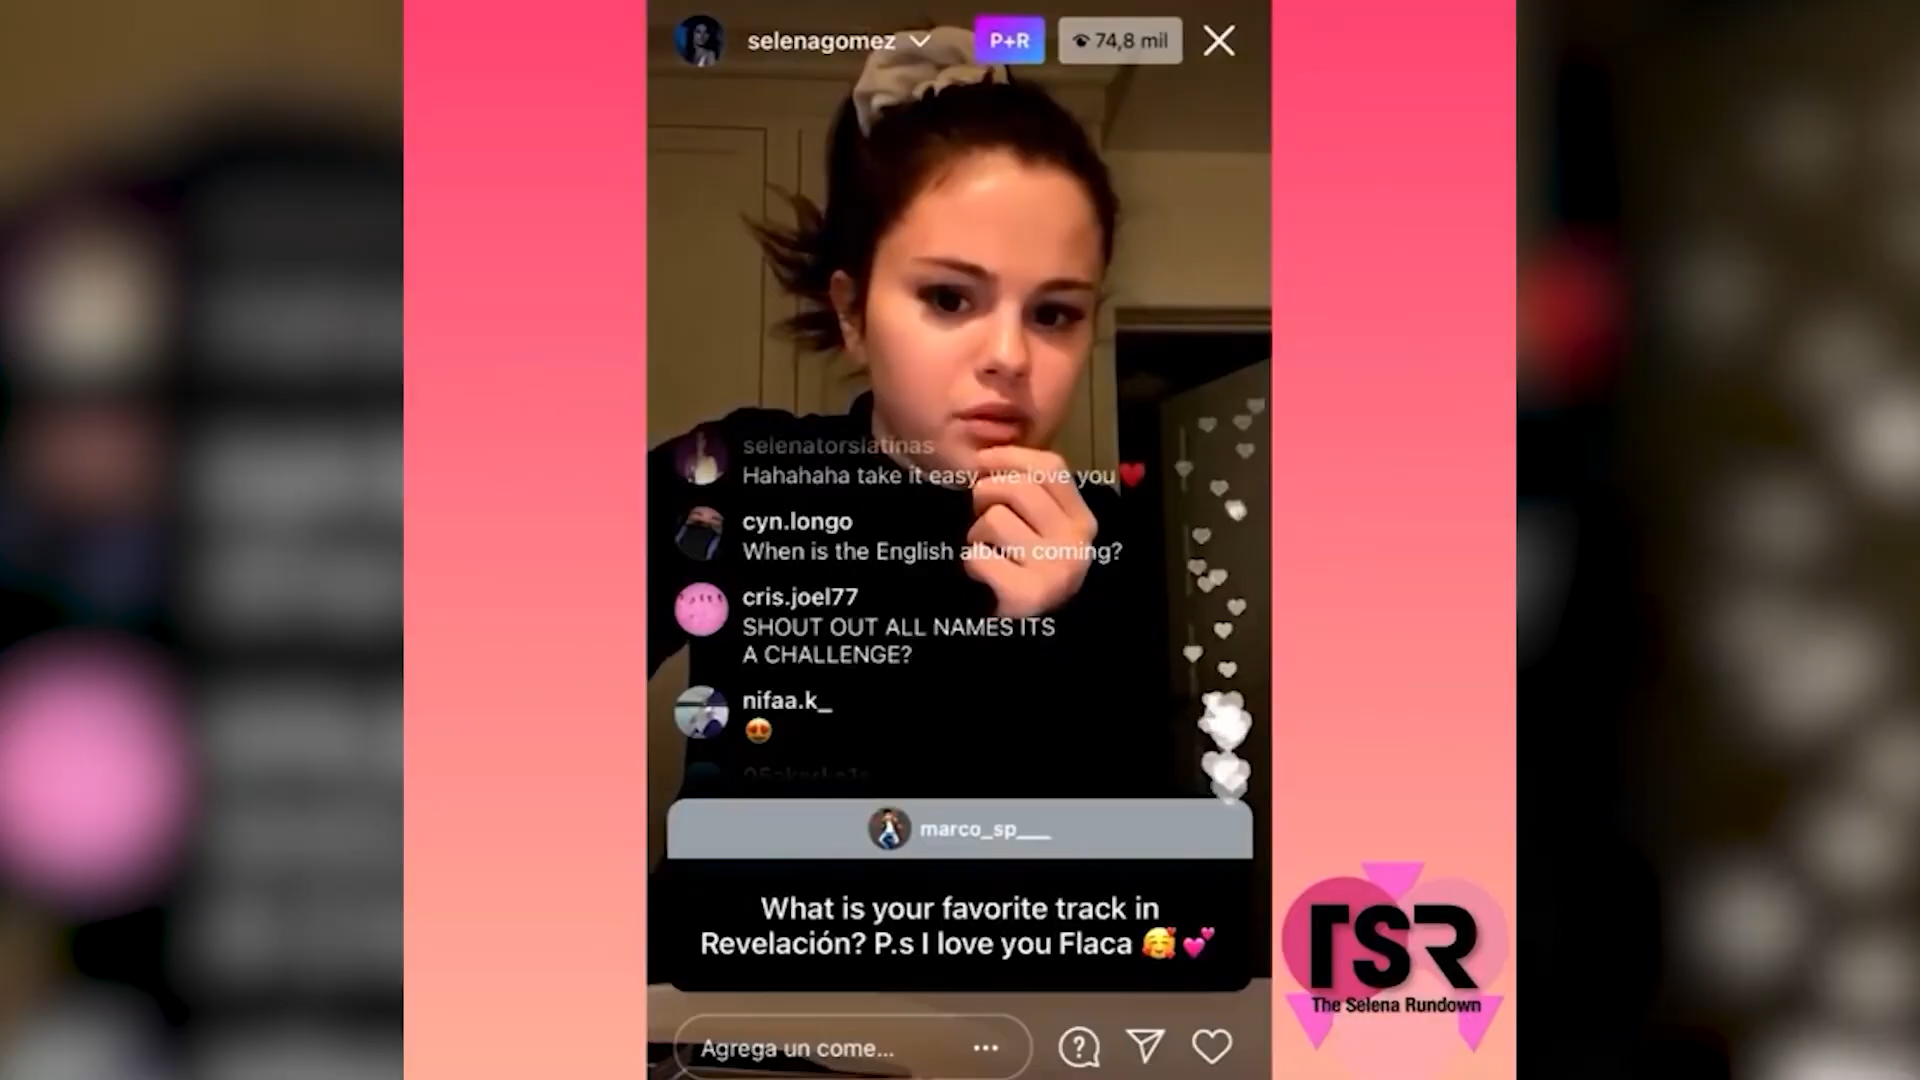 selenagomez
P+R
74,8 mil
selenatorslatinas
Hahahaha take it easy, we love you❤️
cyn.longo
When is the English album coming?
cris.joel77
SHOUT OUT ALL NAMES ITS
A CHALLENGE?
nifaa.k_
😍
marco_sp___
What is your favorite track in
Revelación? P.s I love you Flaca 🥰💕
TSR
The Selena Rundown
Agrega un come...